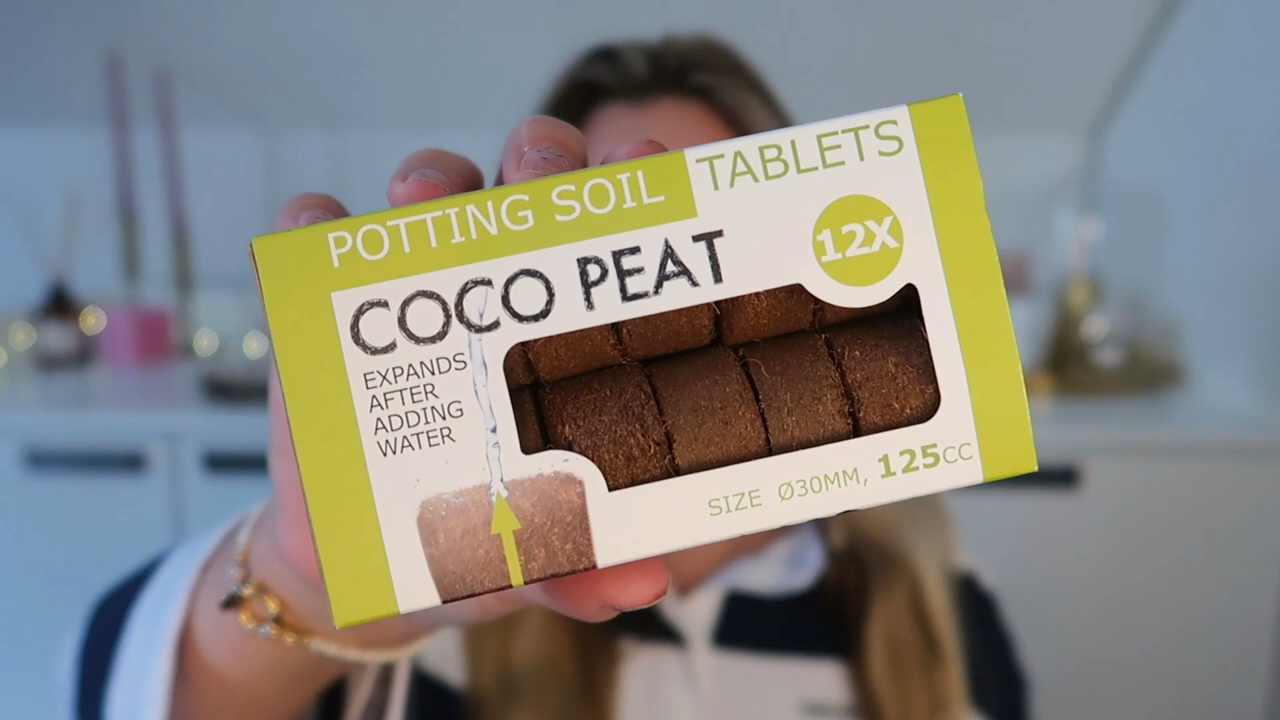 POTTING SOIL TABLETS
COCO PEAT
12X
EXPANDS
AFTER
ADDING
WATER
SIZE Ø30MM, 125CC